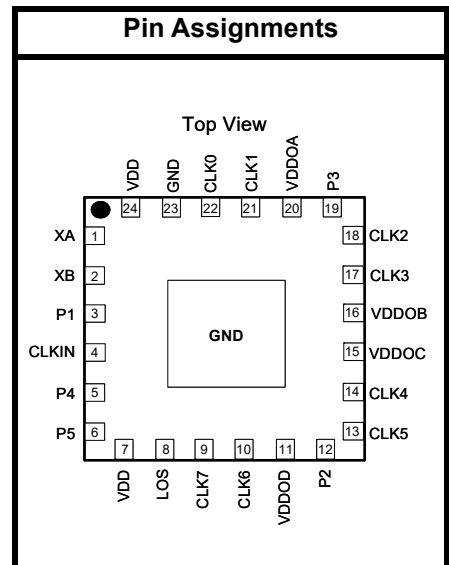 Pin Assignments
Top View
VDD GND CLK0 CLK1 VDDOA P3
24 23 22 21 20 19
XA 1
XB 2
P1 3
CLKIN 4
P4 5
P5 6
18 CLK2
17 CLK3
16 VDDOB
15 VDDOC
14 CLK4
13 CLK5
GND
7 8 9 10 11 12
VDD LOS CLK7 CLK6 VDDOD P2